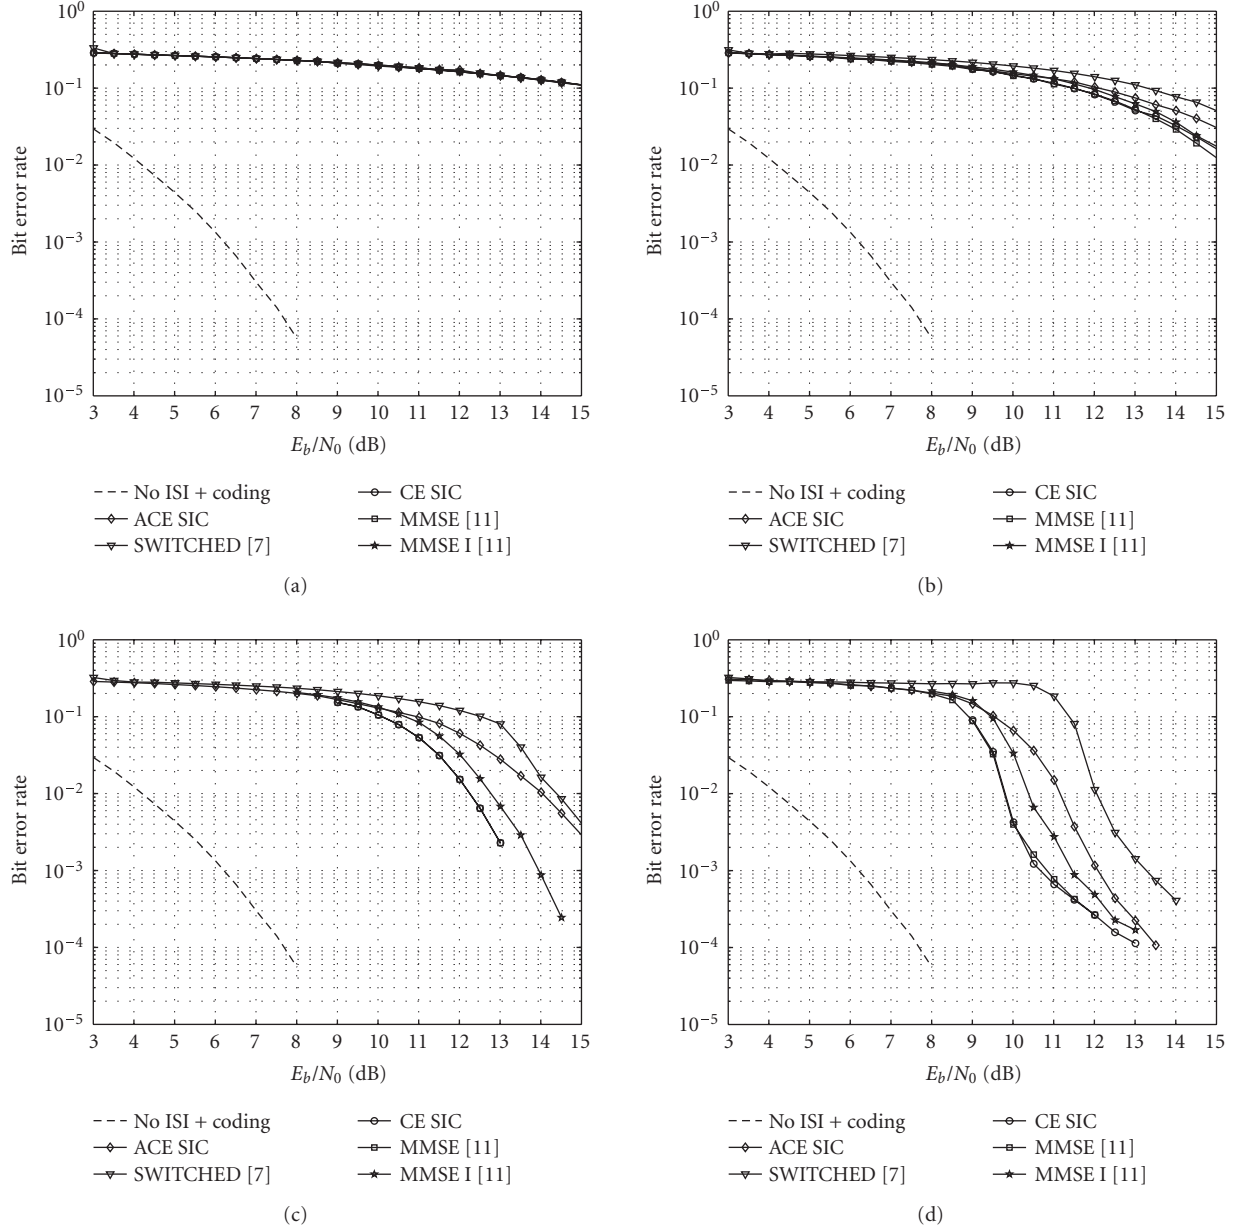 10⁰
10⁻¹
10⁻²
10⁻³
10⁻⁴
10⁻⁵
Bit error rate
3 4 5 6 7 8 9 10 11 12 13 14 15
E_b/N_0 (dB)
No ISI + coding
ACE SIC
SWITCHED [7]
CE SIC
MMSE [11]
MMSE I [11]
(a)
10⁰
10⁻¹
10⁻²
10⁻³
10⁻⁴
10⁻⁵
Bit error rate
3 4 5 6 7 8 9 10 11 12 13 14 15
E_b/N_0 (dB)
No ISI + coding
ACE SIC
SWITCHED [7]
CE SIC
MMSE [11]
MMSE I [11]
(b)
10⁰
10⁻¹
10⁻²
10⁻³
10⁻⁴
10⁻⁵
Bit error rate
3 4 5 6 7 8 9 10 11 12 13 14 15
E_b/N_0 (dB)
No ISI + coding
ACE SIC
SWITCHED [7]
CE SIC
MMSE [11]
MMSE I [11]
(c)
10⁰
10⁻¹
10⁻²
10⁻³
10⁻⁴
10⁻⁵
Bit error rate
3 4 5 6 7 8 9 10 11 12 13 14 15
E_b/N_0 (dB)
No ISI + coding
ACE SIC
SWITCHED [7]
CE SIC
MMSE [11]
MMSE I [11]
(d)